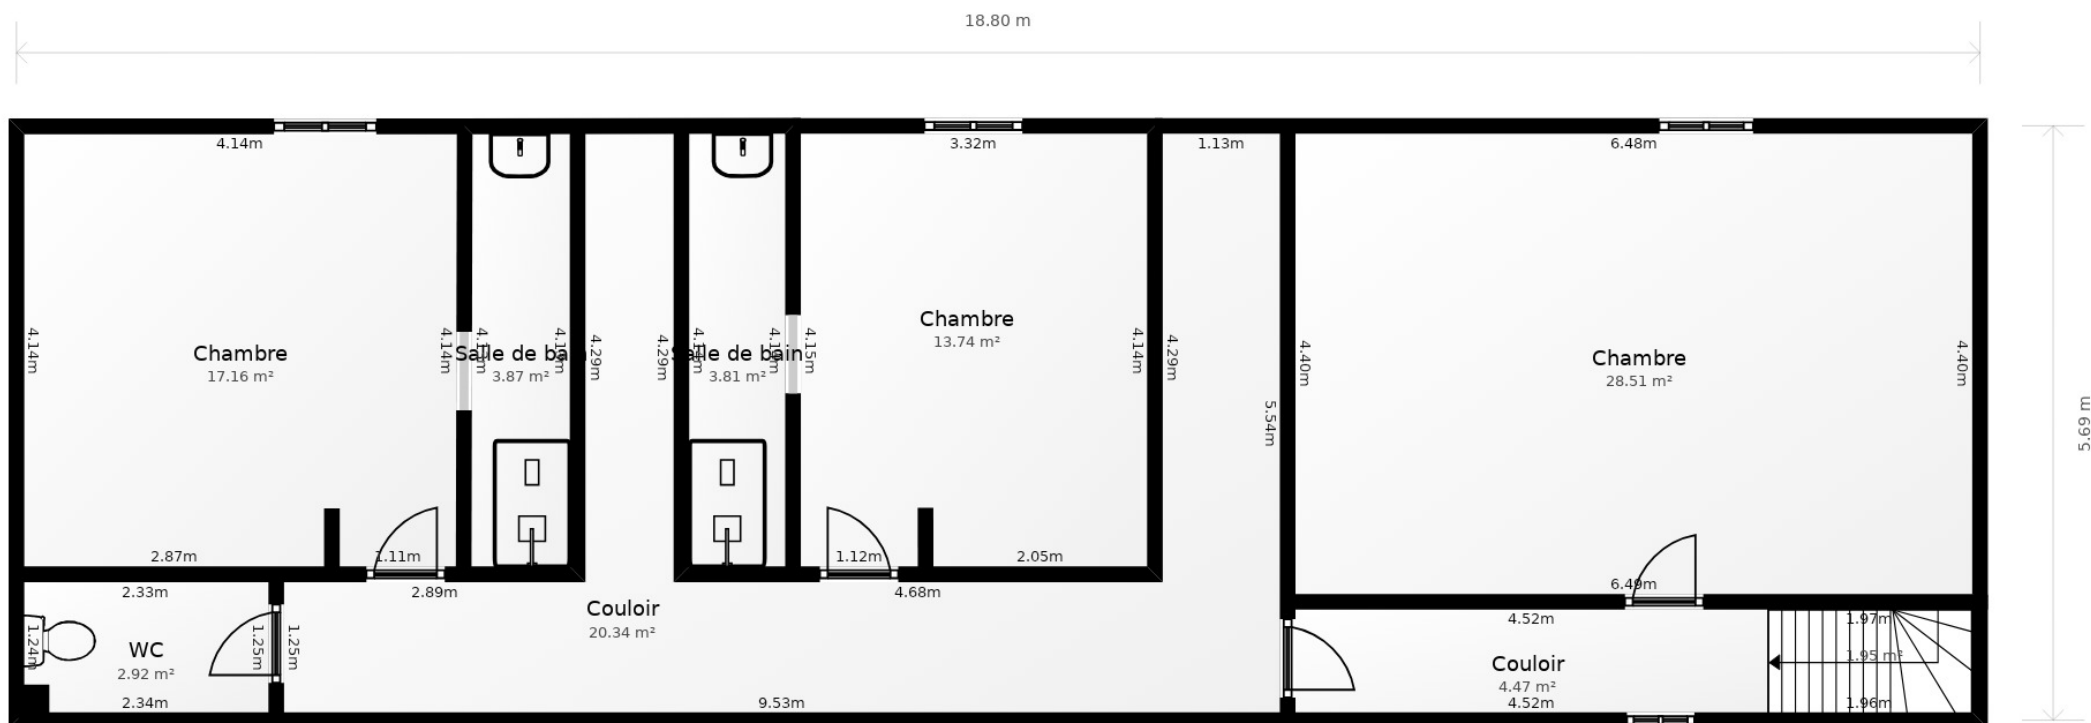 18.80 m
4.14m
3.32m
1.13m
6.48m
4.14m
Chambre
17.16 m²
4.14m
Salle de bain
3.87 m²
4.29m
4.29m
Salle de bain
3.81 m²
4.15m
Chambre
13.74 m²
4.14m
4.29m
5.54m
4.40m
Chambre
28.51 m²
4.40m
5.69 m
2.87m
1.11m
1.12m
2.05m
6.49m
2.33m
2.89m
4.68m
Couloir
20.34 m²
4.52m
1.97m
1.24m
WC
2.92 m²
1.25m
1.25m
Couloir
4.47 m²
1.95 m²
2.34m
9.53m
4.52m
1.96m